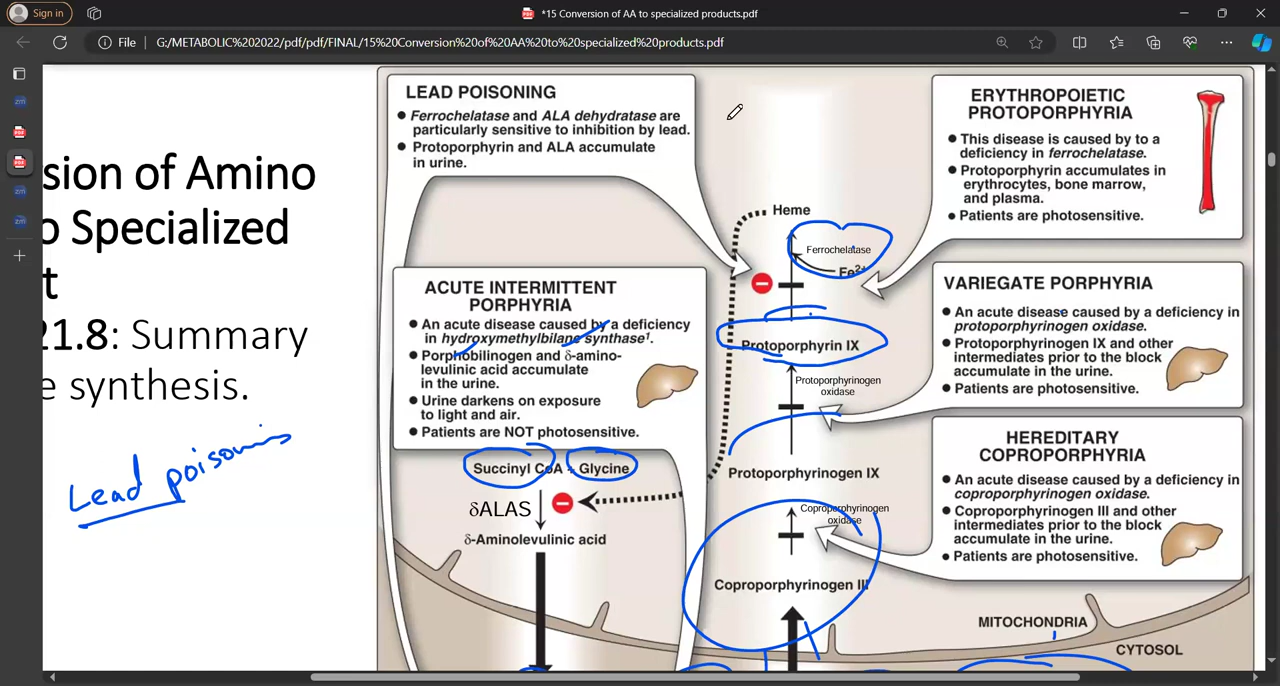 Sign in
*15 Conversion of AA to specialized products.pdf
File
G:/METABOLIC%202022/pdf/pdf/FINAL/15%20Conversion%20of%20AA%20to%20specialized%20products.pdf
sion of Amino
o Specialized
t
21.8: Summary
e synthesis.
Lead poisoning
LEAD POISONING
• Ferrochelatase and ALA dehydratase are
particularly sensitive to inhibition by lead.
• Protoporphyrin and ALA accumulate
in urine.
ACUTE INTERMITTENT
PORPHYRIA
• An acute disease caused by a deficiency
in hydroxymethylbilane synthase¹.
• Porphobilinogen and δ-amino-
levulinic acid accumulate
in the urine.
• Urine darkens on exposure
to light and air.
• Patients are NOT photosensitive.
Succinyl CoA + Glycine
δALAS
δ-Aminolevulinic acid
Heme
Ferrochelatase
Fe²⁺
Protoporphyrin IX
Protoporphyrinogen
oxidase
Protoporphyrinogen IX
Coproporphyrinogen
oxidase
Coproporphyrinogen III
ERYTHROPOIETIC
PROTOPORPHYRIA
• This disease is caused by to a
deficiency in ferrochelatase.
• Protoporphyrin accumulates in
erythrocytes, bone marrow,
and plasma.
• Patients are photosensitive.
VARIEGATE PORPHYRIA
• An acute disease caused by a deficiency in
protoporphyrinogen oxidase.
• Protoporphyrinogen IX and other
intermediates prior to the block
accumulate in the urine.
• Patients are photosensitive.
HEREDITARY
COPROPORPHYRIA
• An acute disease caused by a deficiency in
coproporphyrinogen oxidase.
• Coproporphyrinogen III and other
intermediates prior to the block
accumulate in the urine.
• Patients are photosensitive.
MITOCHONDRIA
CYTOSOL